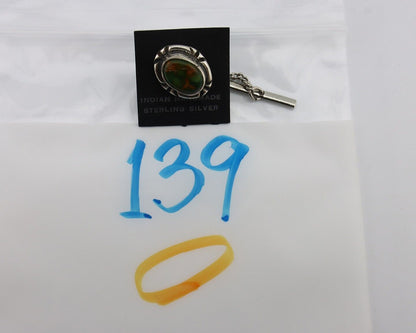 INDIAN HANDMADE
STERLING SILVER
139